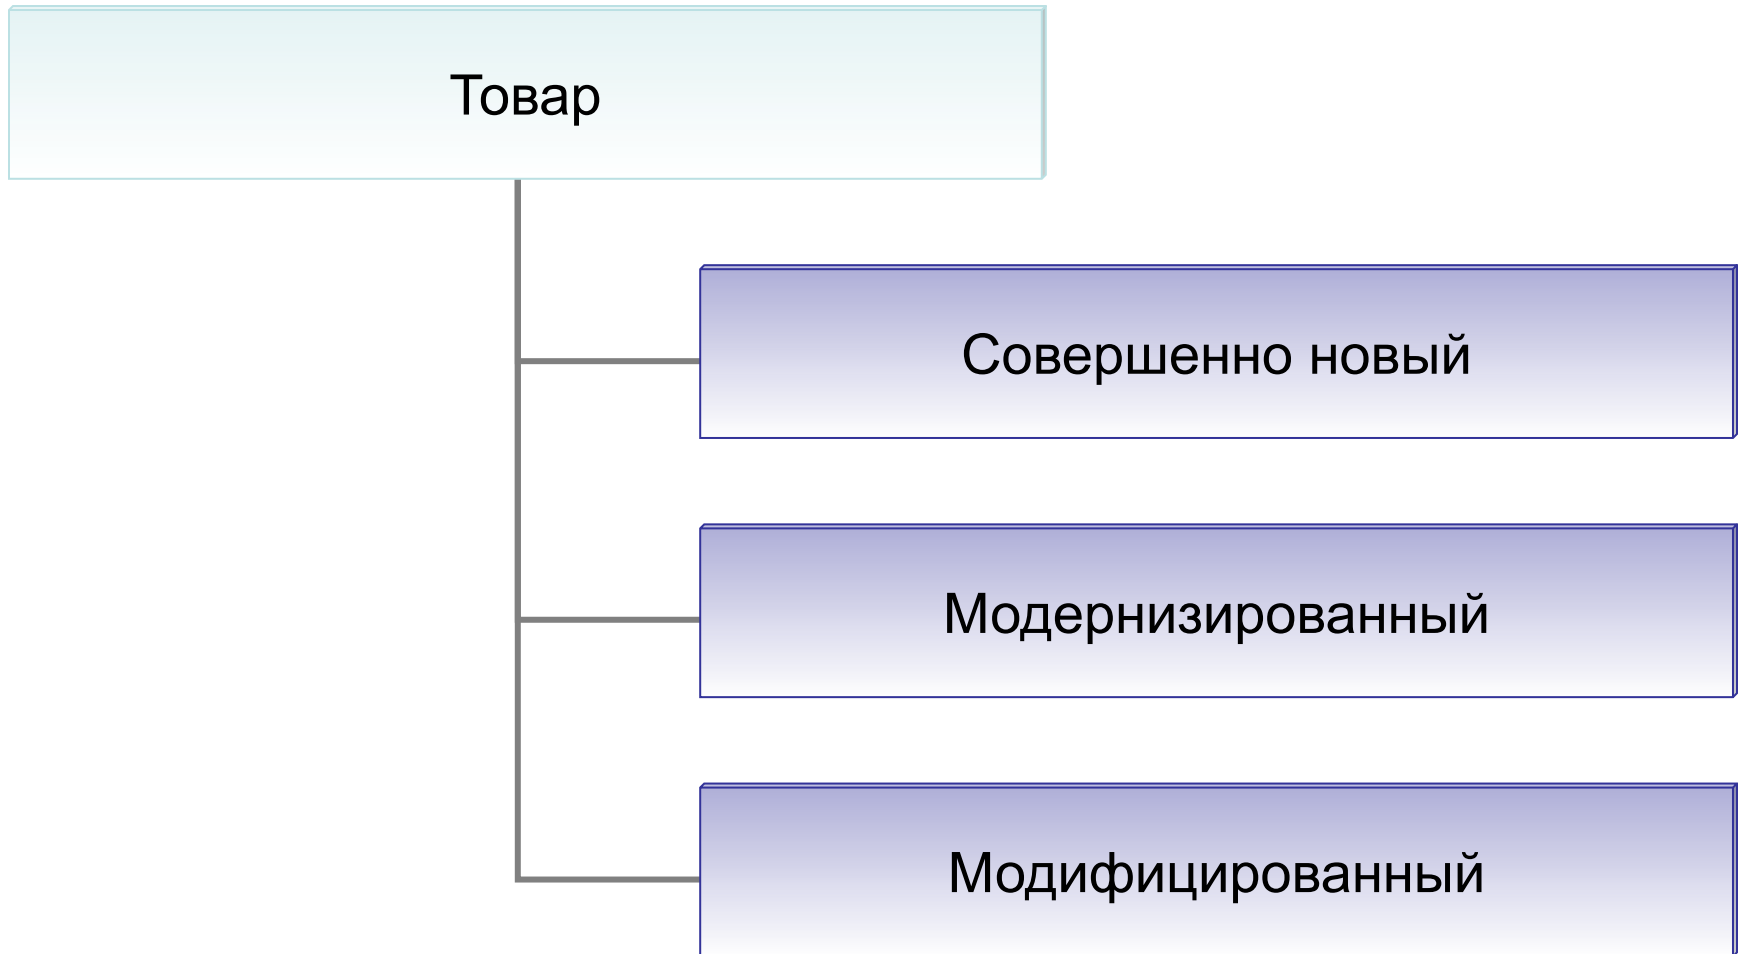 Товар
Совершенно новый
Модернизированный
Модифицированный